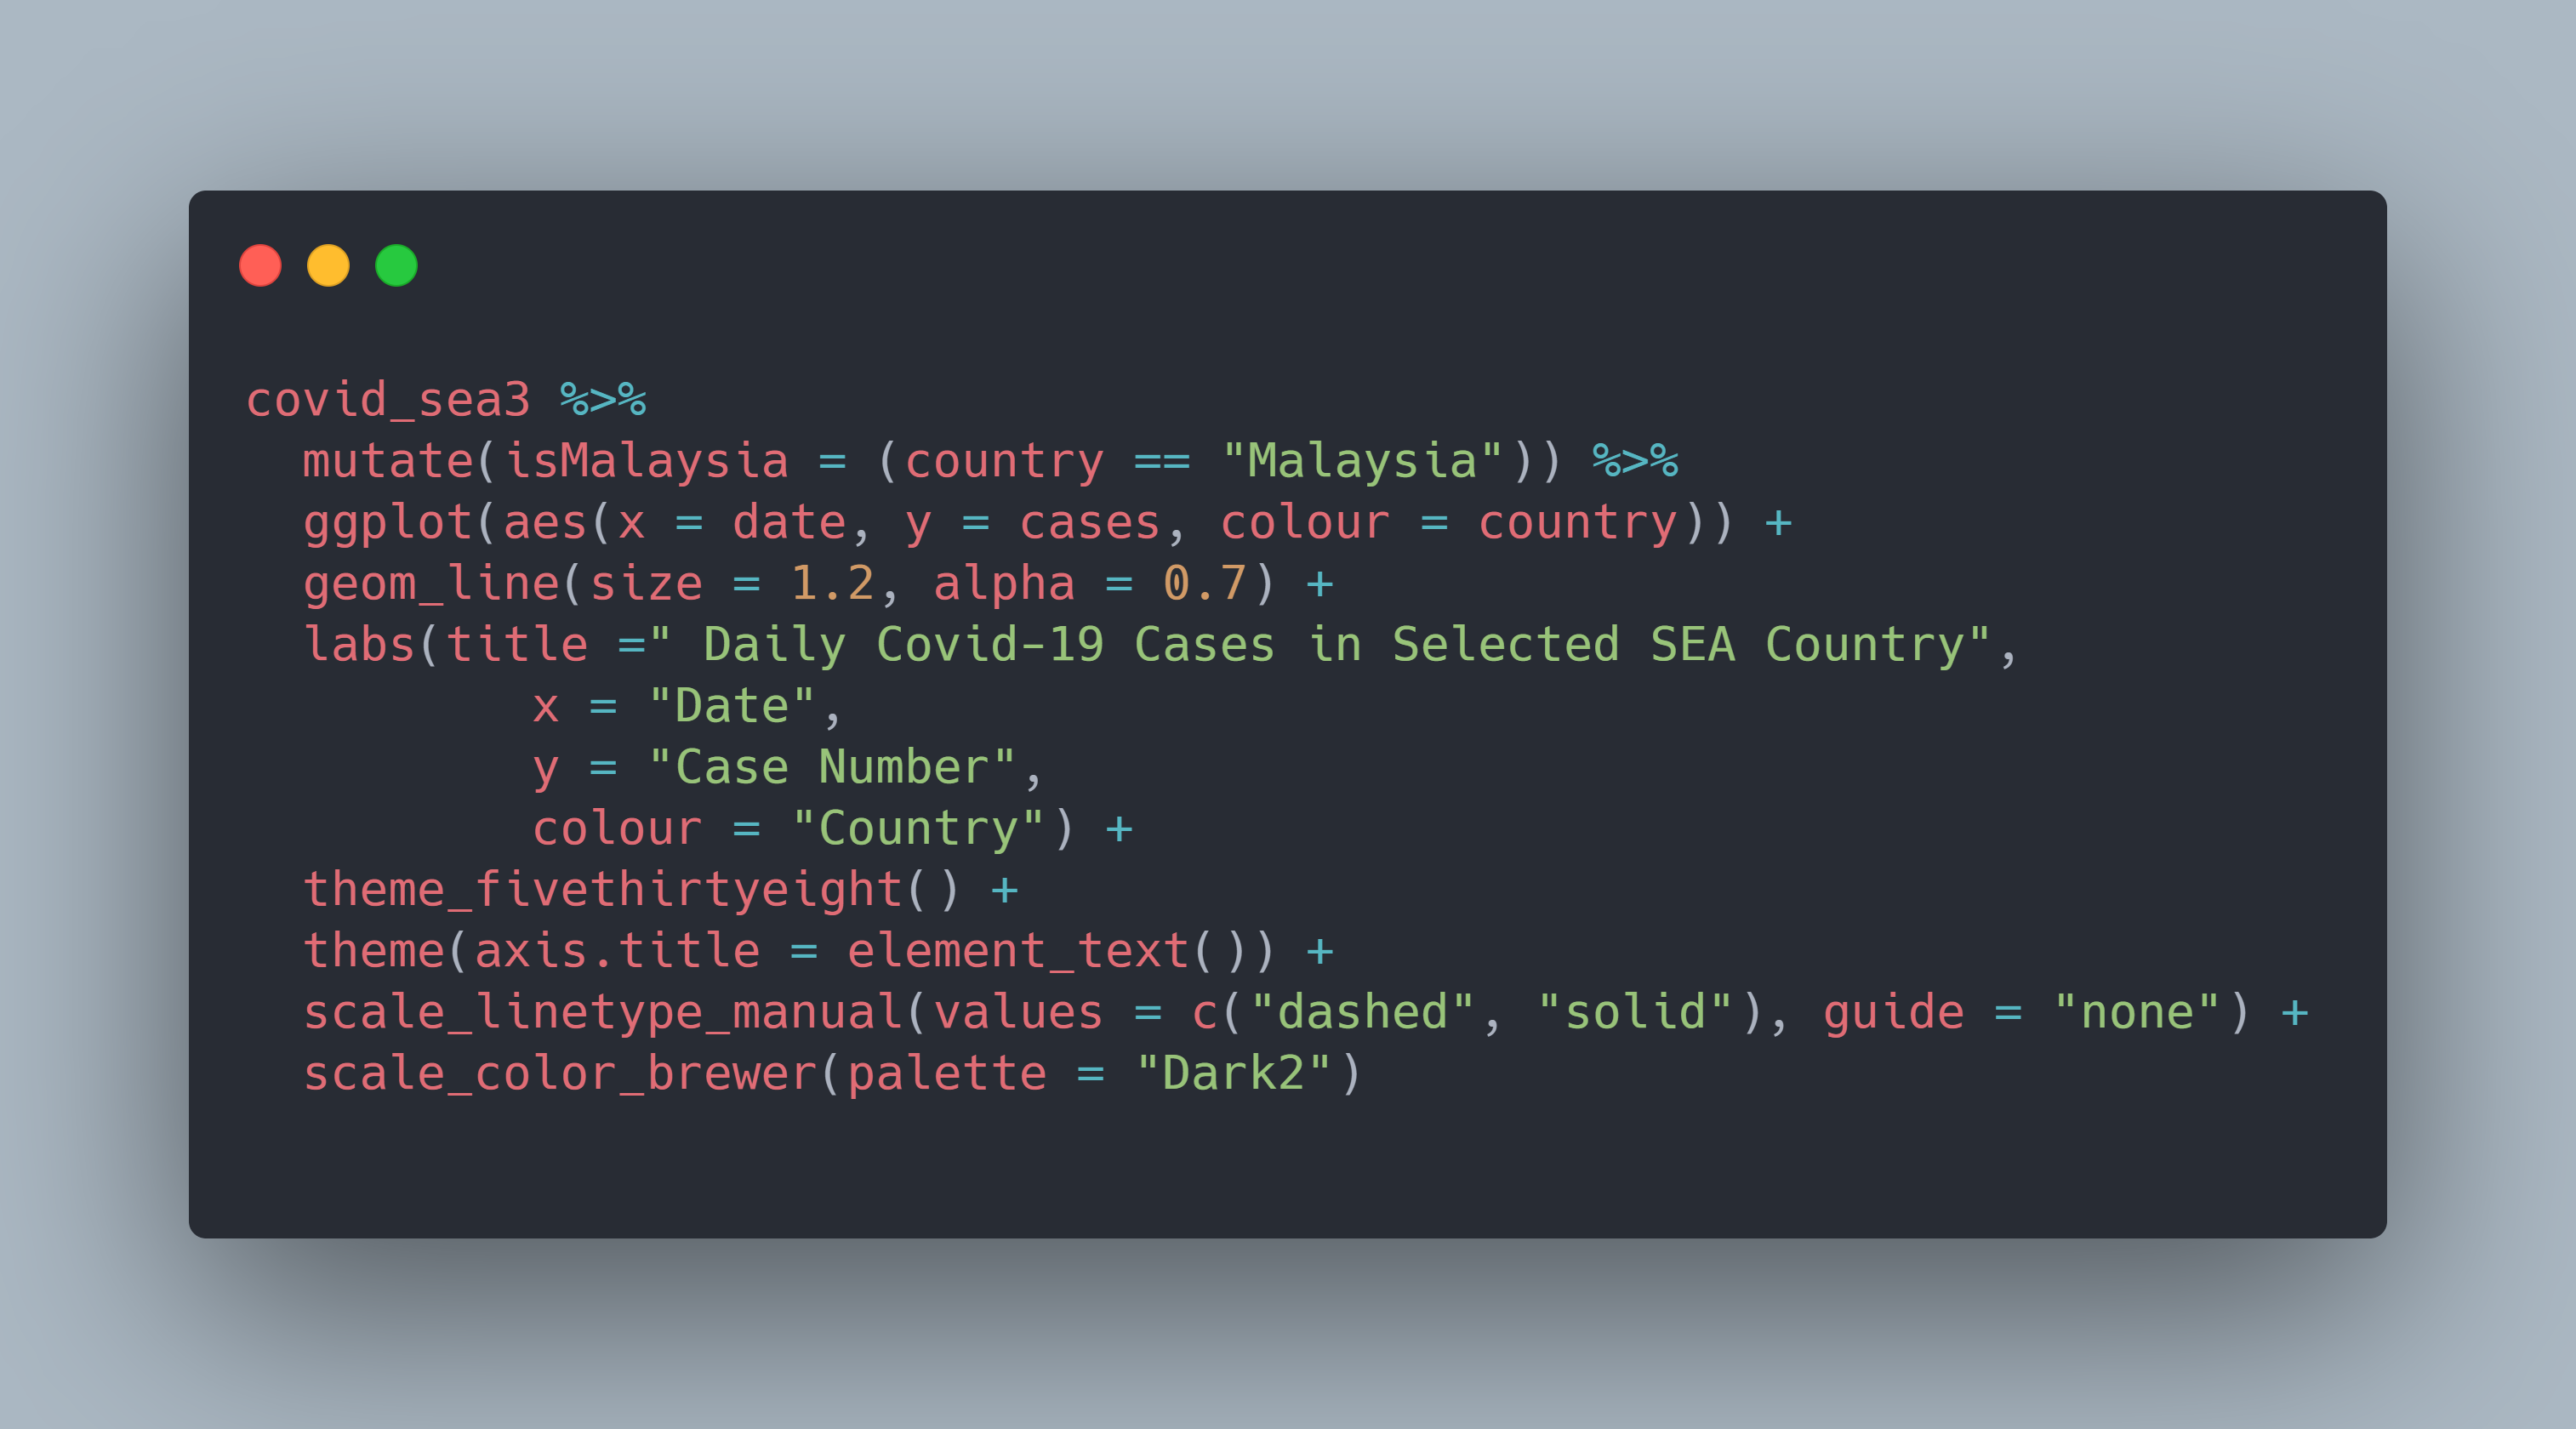 covid_sea3 %>%
  mutate(isMalaysia = (country == "Malaysia")) %>%
  ggplot(aes(x = date, y = cases, colour = country)) +
  geom_line(size = 1.2, alpha = 0.7) +
  labs(title =" Daily Covid-19 Cases in Selected SEA Country",
          x = "Date",
          y = "Case Number",
          colour = "Country") +
  theme_fivethirtyeight() +
  theme(axis.title = element_text()) +
  scale_linetype_manual(values = c("dashed", "solid"), guide = "none") +
  scale_color_brewer(palette = "Dark2")